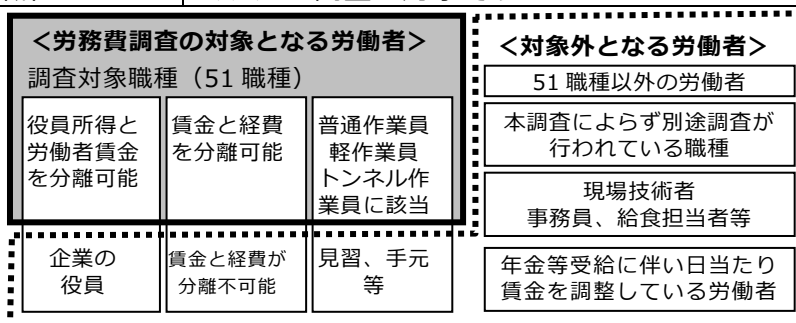 <労務費調査の対象となる労働者>
調査対象職種（51 職種）
役員所得と
労働者賃金
を分離可能
賃金と経費
を分離可能
普通作業員
軽作業員
トンネル作
業員に該当
企業の
役員
賃金と経費が
分離不可能
見習、手元
等
<対象外となる労働者>
51 職種以外の労働者
本調査によらず別途調査が
行われている職種
現場技術者
事務員、給食担当者等
年金等受給に伴い日当たり
賃金を調整している労働者